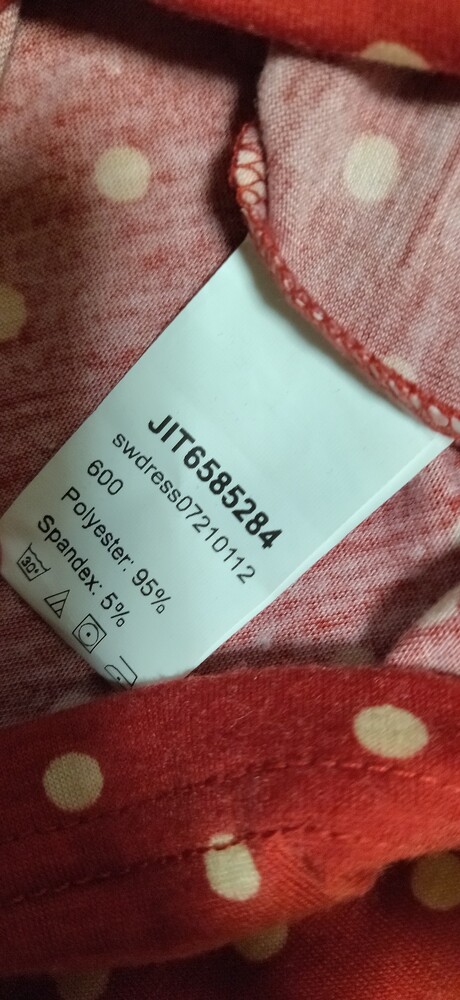 JIT6585284
swdress07210112
600
Polyester: 95%
Spandex: 5%
30°